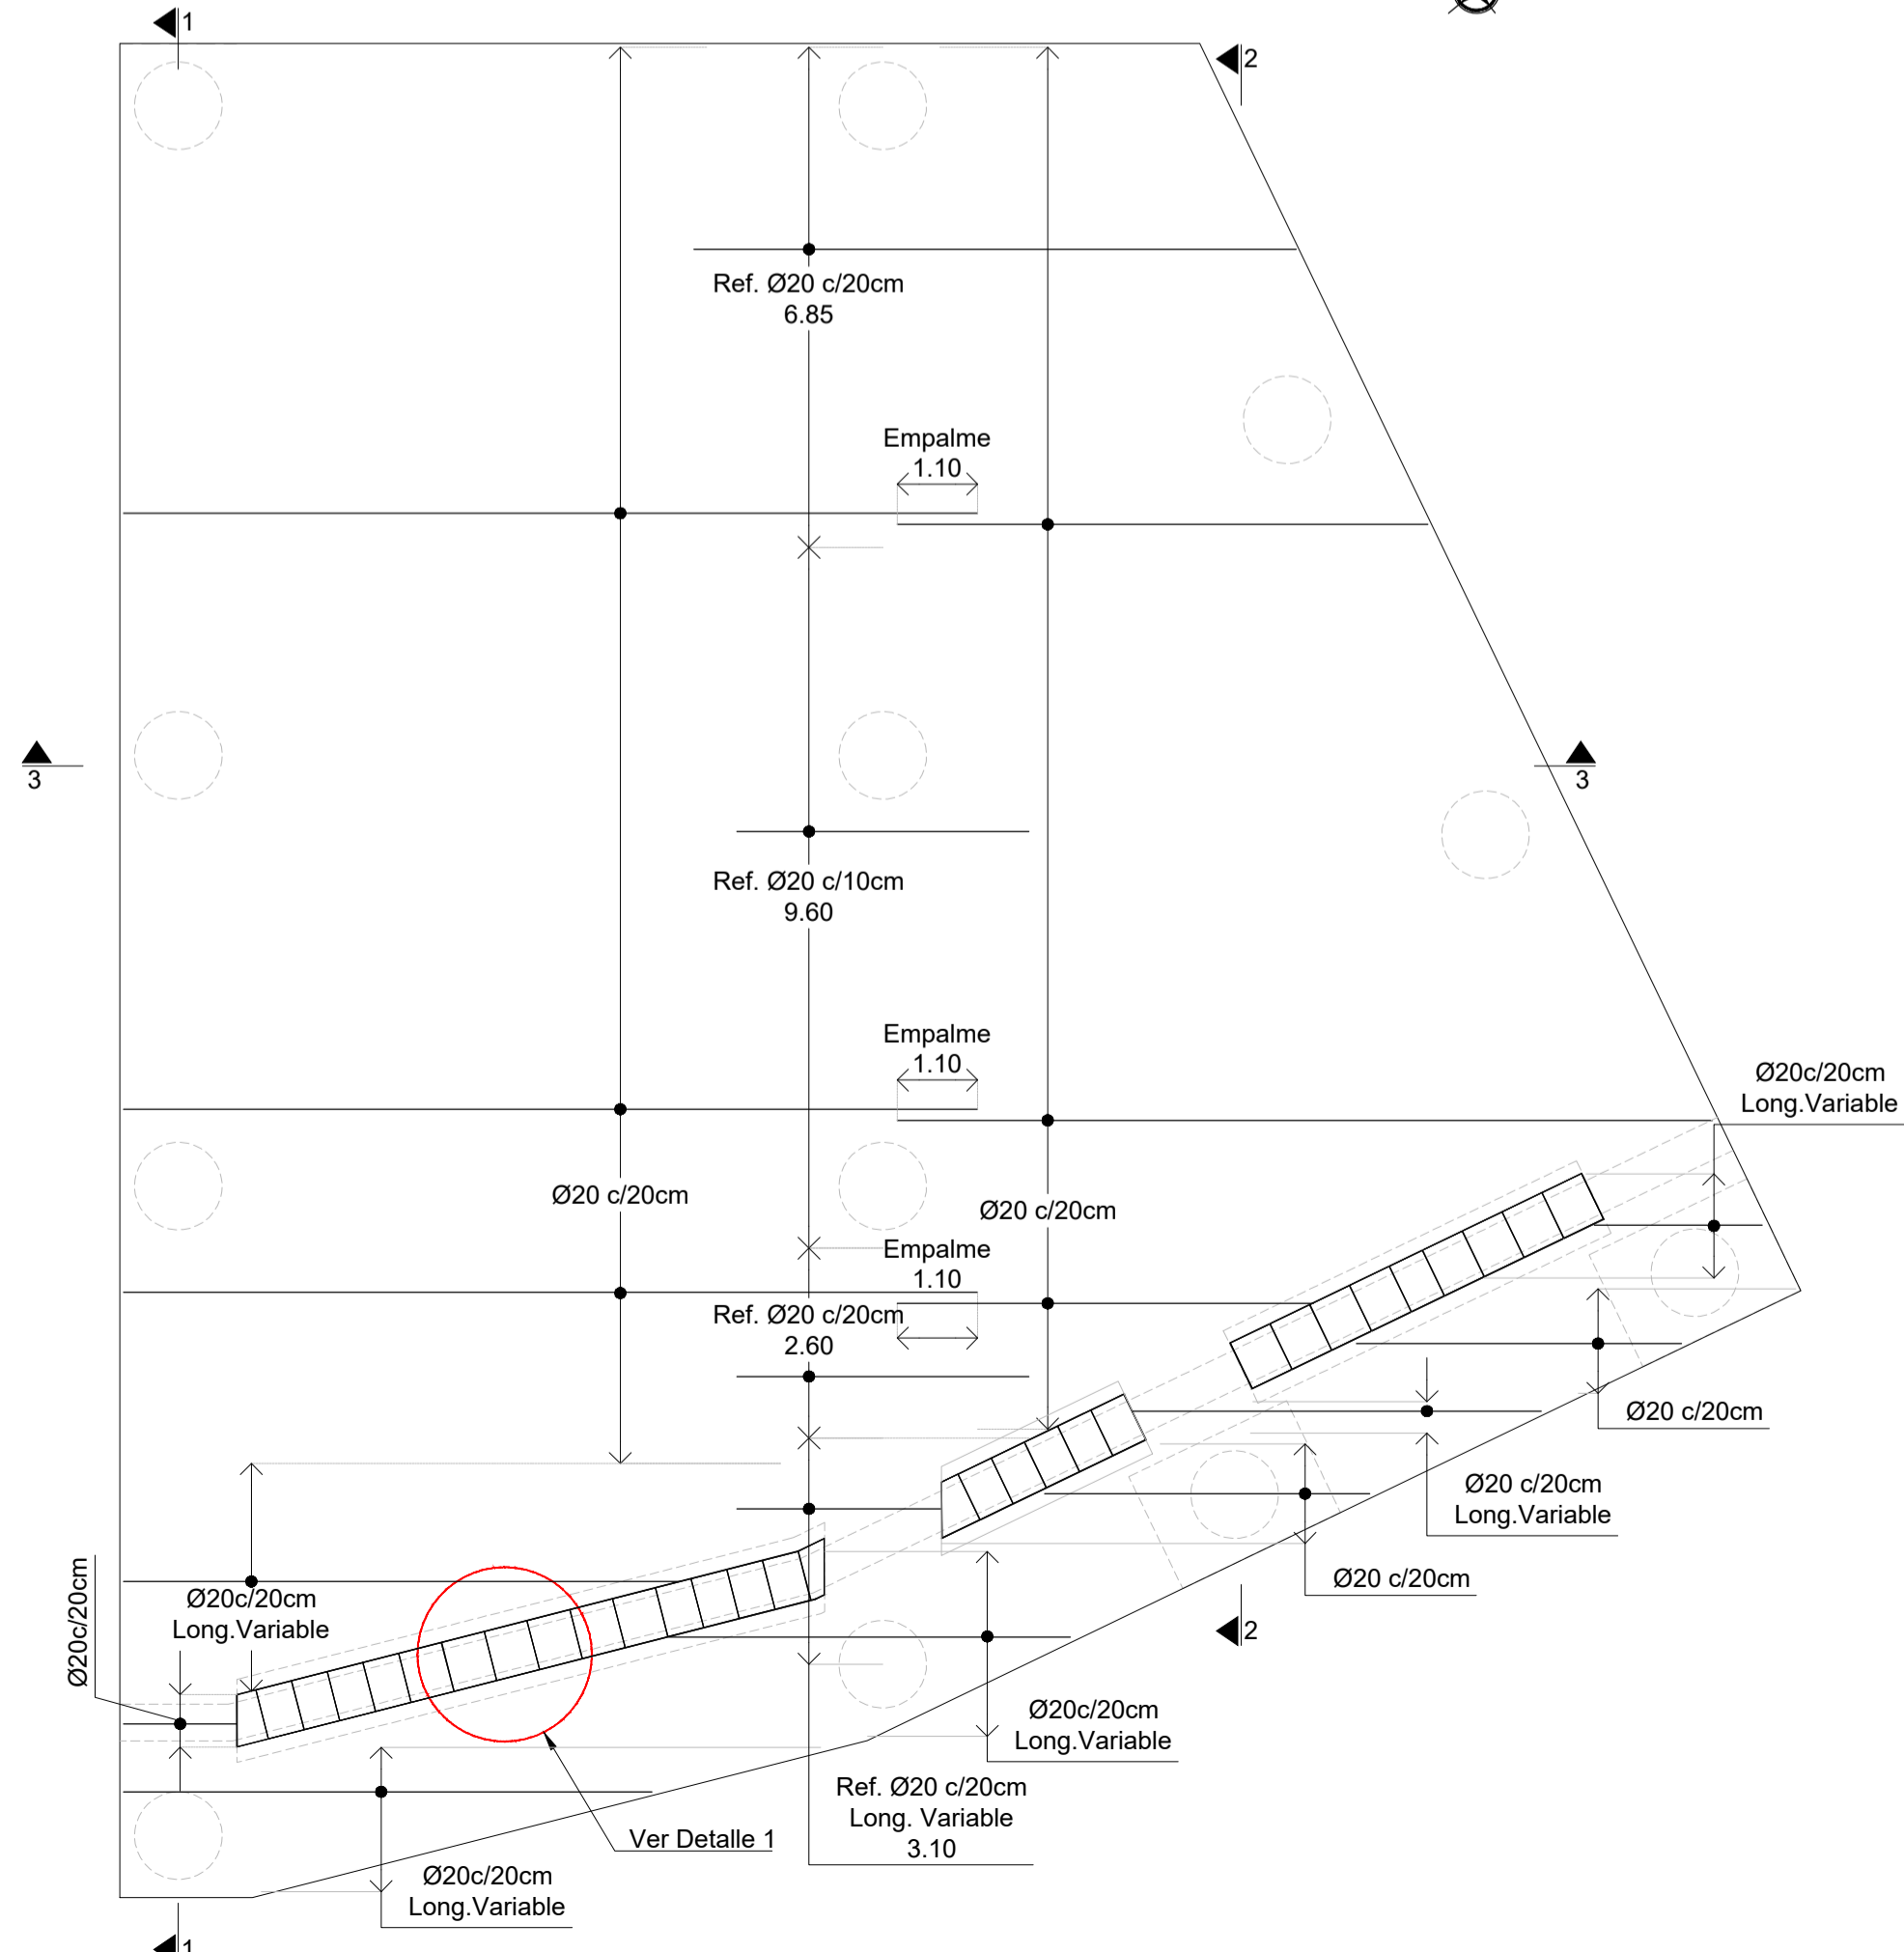 1
2
Ref. Ø20 c/20cm
6.85
Empalme
1.10
3
3
Ref. Ø20 c/10cm
9.60
Empalme
1.10
Ø20c/20cm
Long.Variable
Ø20 c/20cm
Ø20 c/20cm
Empalme
1.10
Ref. Ø20 c/20cm
2.60
Ø20 c/20cm
Ø20 c/20cm
Long.Variable
Ø20 c/20cm
Ø20c/20cm
Ø20c/20cm
Long.Variable
2
Ø20c/20cm
Long.Variable
Ref. Ø20 c/20cm
Long. Variable
3.10
Ver Detalle 1
Ø20c/20cm
Long.Variable
1